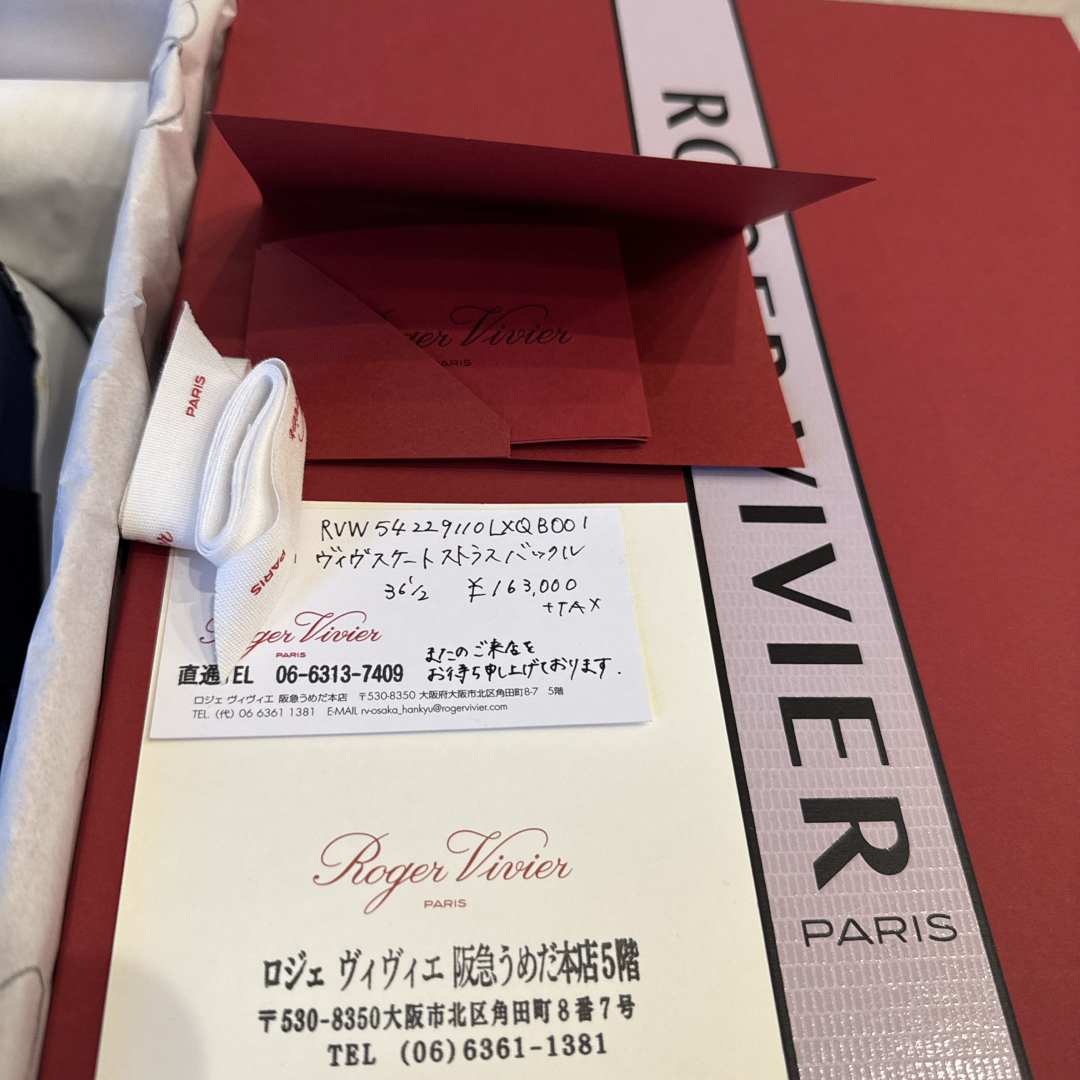 ROGER VIVIER
PARIS
Roger Vivier
PARIS
PARIS
PARIS
RVW54229110LXQB001
ヴィヴスケートストラスバックル
36 1/2 ¥163,000
+TAX
Roger Vivier
PARIS
直通TEL 06-6313-7409
またのご来店を
お待ち申し上げております.
ロジェ ヴィヴィエ 阪急うめだ本店 〒530-8350 大阪府大阪市北区角田町8-7 5階
TEL（代）06 6361 1381 E-MAIL rv-osaka_hankyu@rogervivier.com
Roger Vivier
PARIS
ロジェ ヴィヴィエ 阪急うめだ本店5階
〒530-8350大阪市北区角田町8番7号
TEL (06)6361-1381